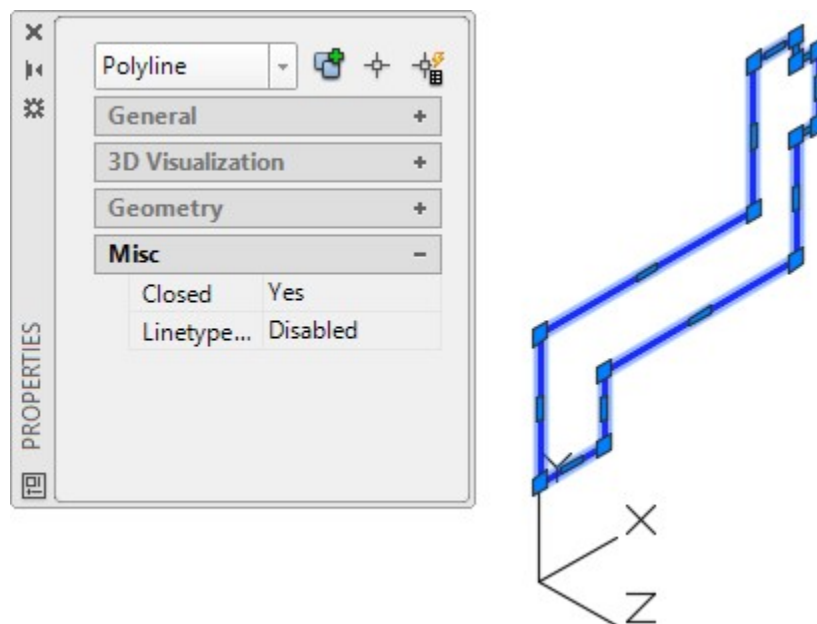 Polyline
General
3D Visualization
Geometry
Misc
Closed Yes
Linetype... Disabled
PROPERTIES
Y
X
Z